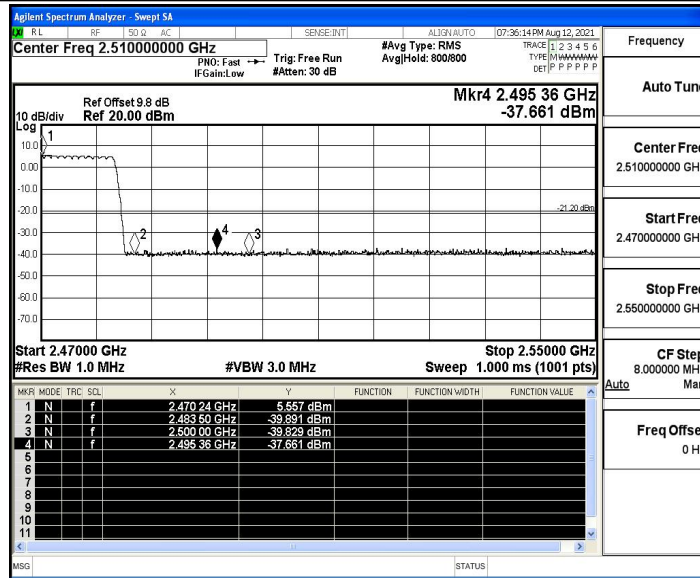 Agilent Spectrum Analyzer - Swept SA
RL RF 50 Ω AC SENSE:INT ALIGN AUTO 07:36:14 PM Aug 12, 2021
Center Freq 2.510000000 GHz
PNO: Fast
IFGain:Low
Trig: Free Run
#Atten: 30 dB
#Avg Type: RMS
Avg|Hold: 800/800
TRACE 1 2 3 4 5 6
TYPE M WWWWW
DET P P P P P P
Frequency
Ref Offset 9.8 dB
Ref 20.00 dBm
Mkr4 2.495 36 GHz
-37.661 dBm
10 dB/div
Log
10.0
0.00
-10.0
-20.0
-30.0
-40.0
-50.0
-60.0
-70.0
1
2
4
3
-21.20 dBm
Start 2.47000 GHz
Stop 2.55000 GHz
#Res BW 1.0 MHz #VBW 3.0 MHz Sweep 1.000 ms (1001 pts)
MKR MODE TRC SCL X Y FUNCTION FUNCTION WIDTH FUNCTION VALUE
1 N f 2.470 24 GHz 5.557 dBm
2 N f 2.483 50 GHz -39.891 dBm
3 N f 2.500 00 GHz -39.829 dBm
4 N f 2.495 36 GHz -37.661 dBm
5
6
7
8
9
10
11
MSG STATUS
Auto Tun
Center Fre
2.510000000 GH
Start Fre
2.470000000 GH
Stop Fre
2.550000000 GH
CF Ste
8.000000 MH
Auto Ma
Freq Offse
0 H